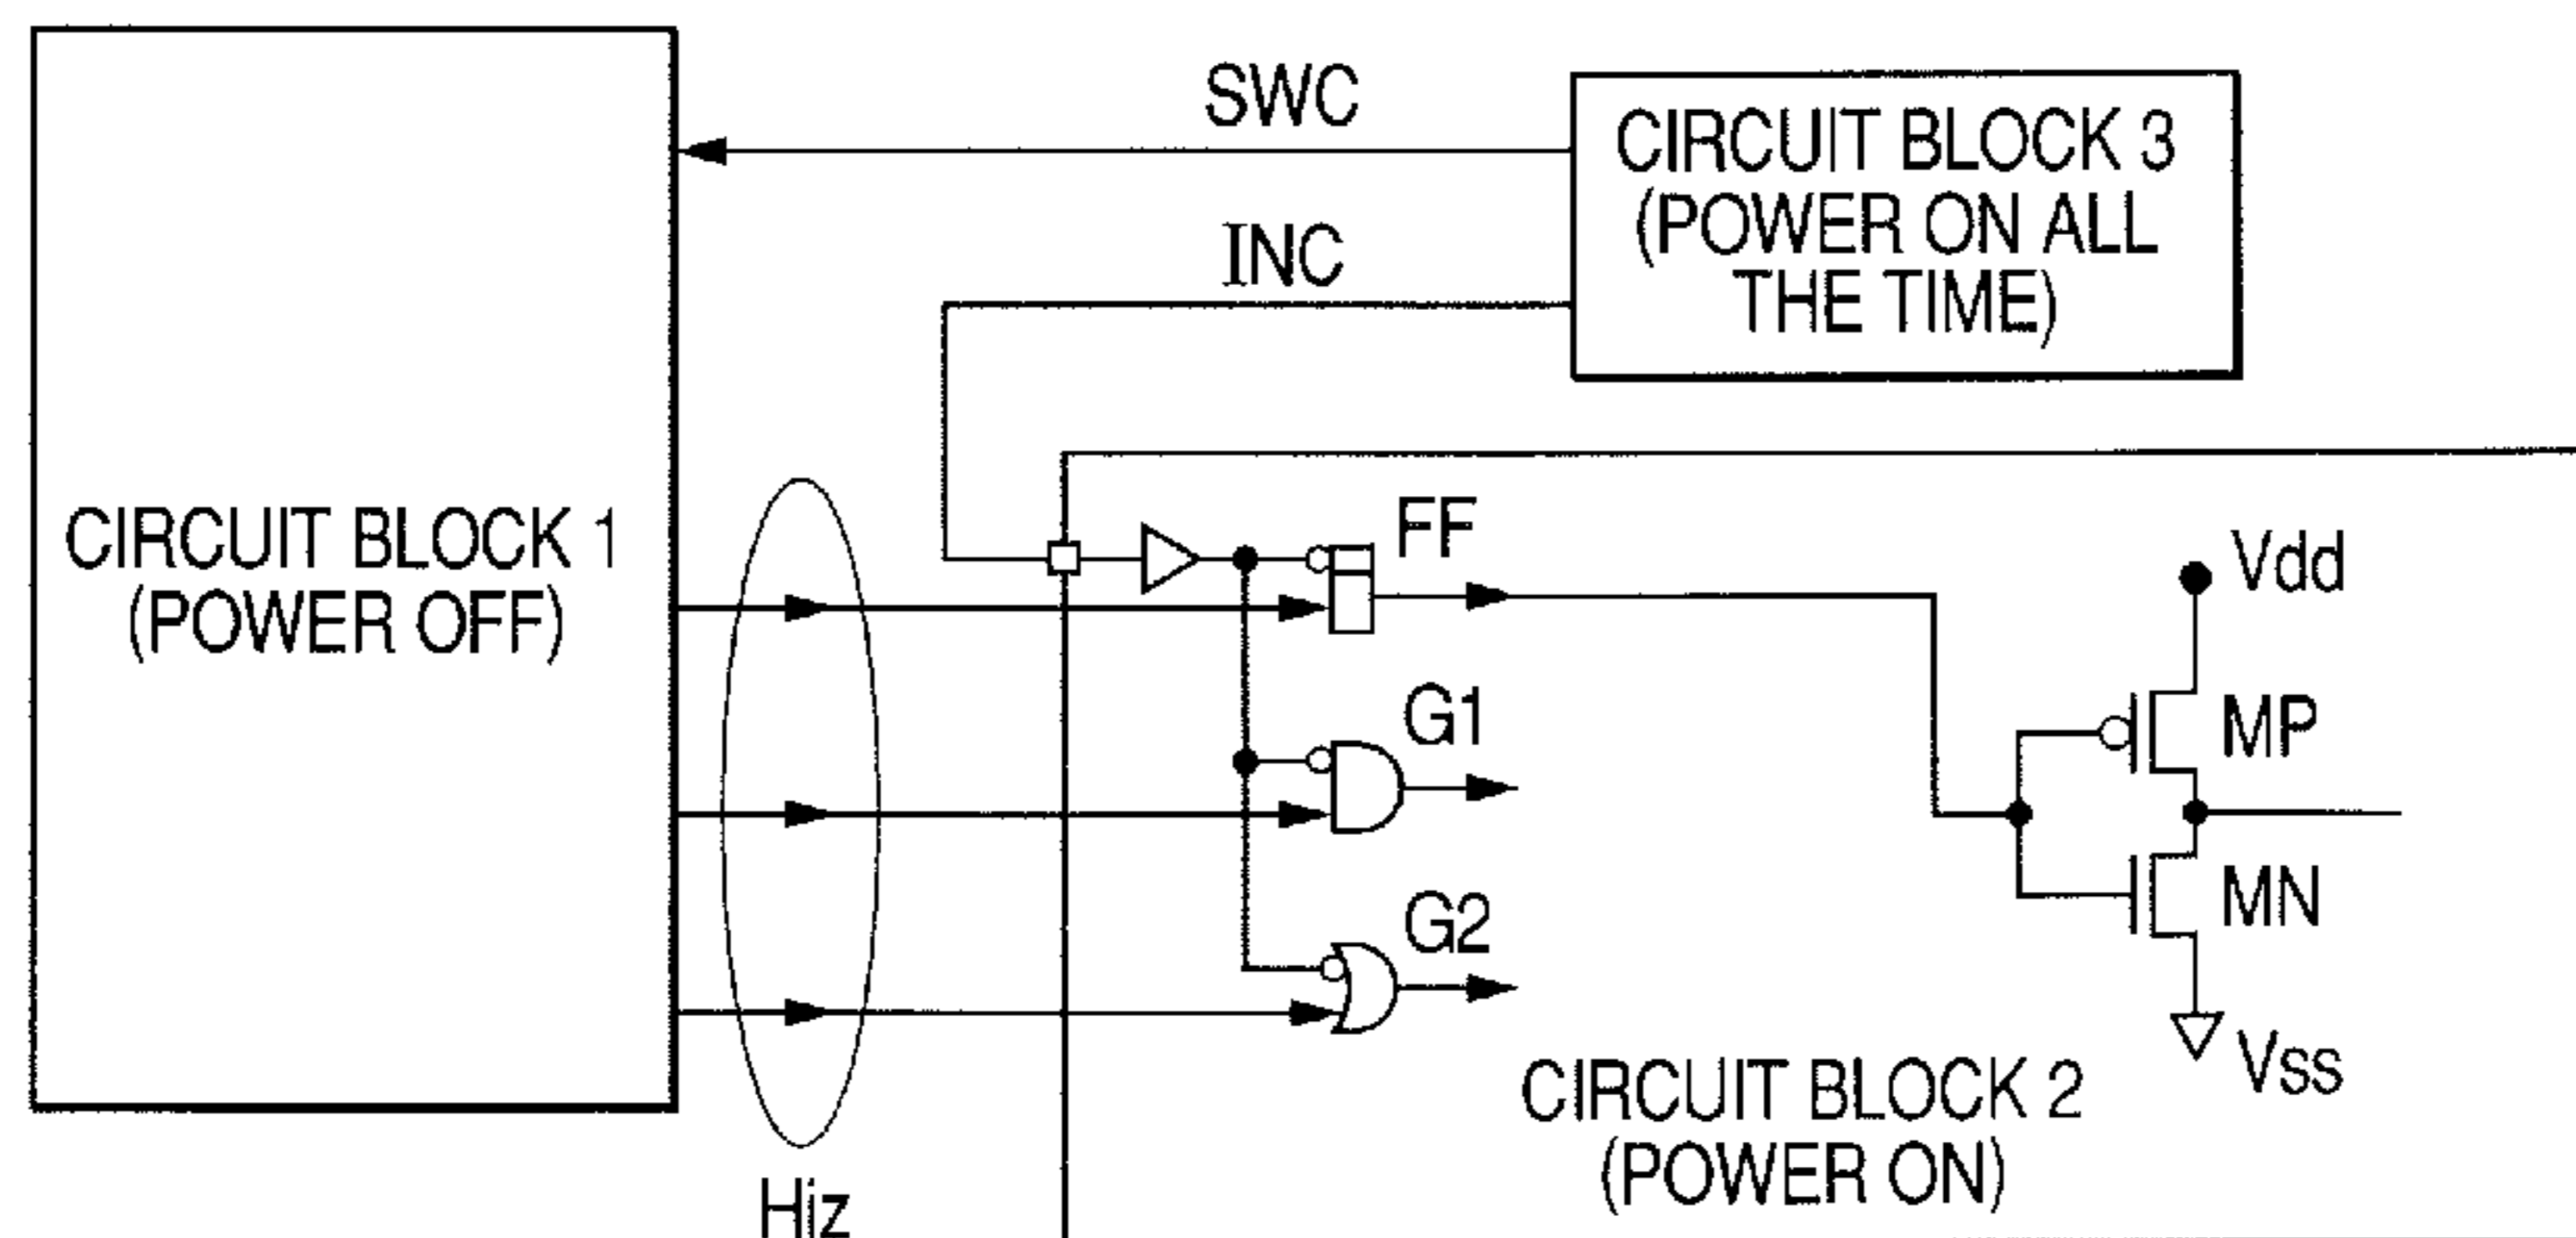 SWC
CIRCUIT BLOCK 3
(POWER ON ALL
THE TIME)
INC
CIRCUIT BLOCK 1
(POWER OFF)
FF
Vdd
G1
MP
G2
MN
CIRCUIT BLOCK 2
(POWER ON)
Vss
Hiz